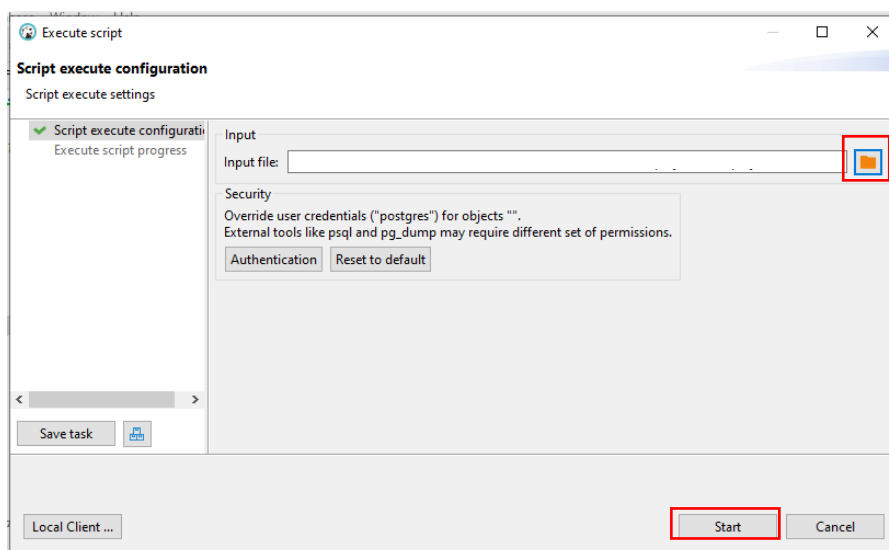 Execute script
Script execute configuration
Script execute settings
Script execute configurati
Execute script progress
Input
Input file:
Security
Override user credentials ("postgres") for objects "".
External tools like psql and pg_dump may require different set of permissions.
Authentication
Reset to default
Save task
Local Client ...
Start
Cancel